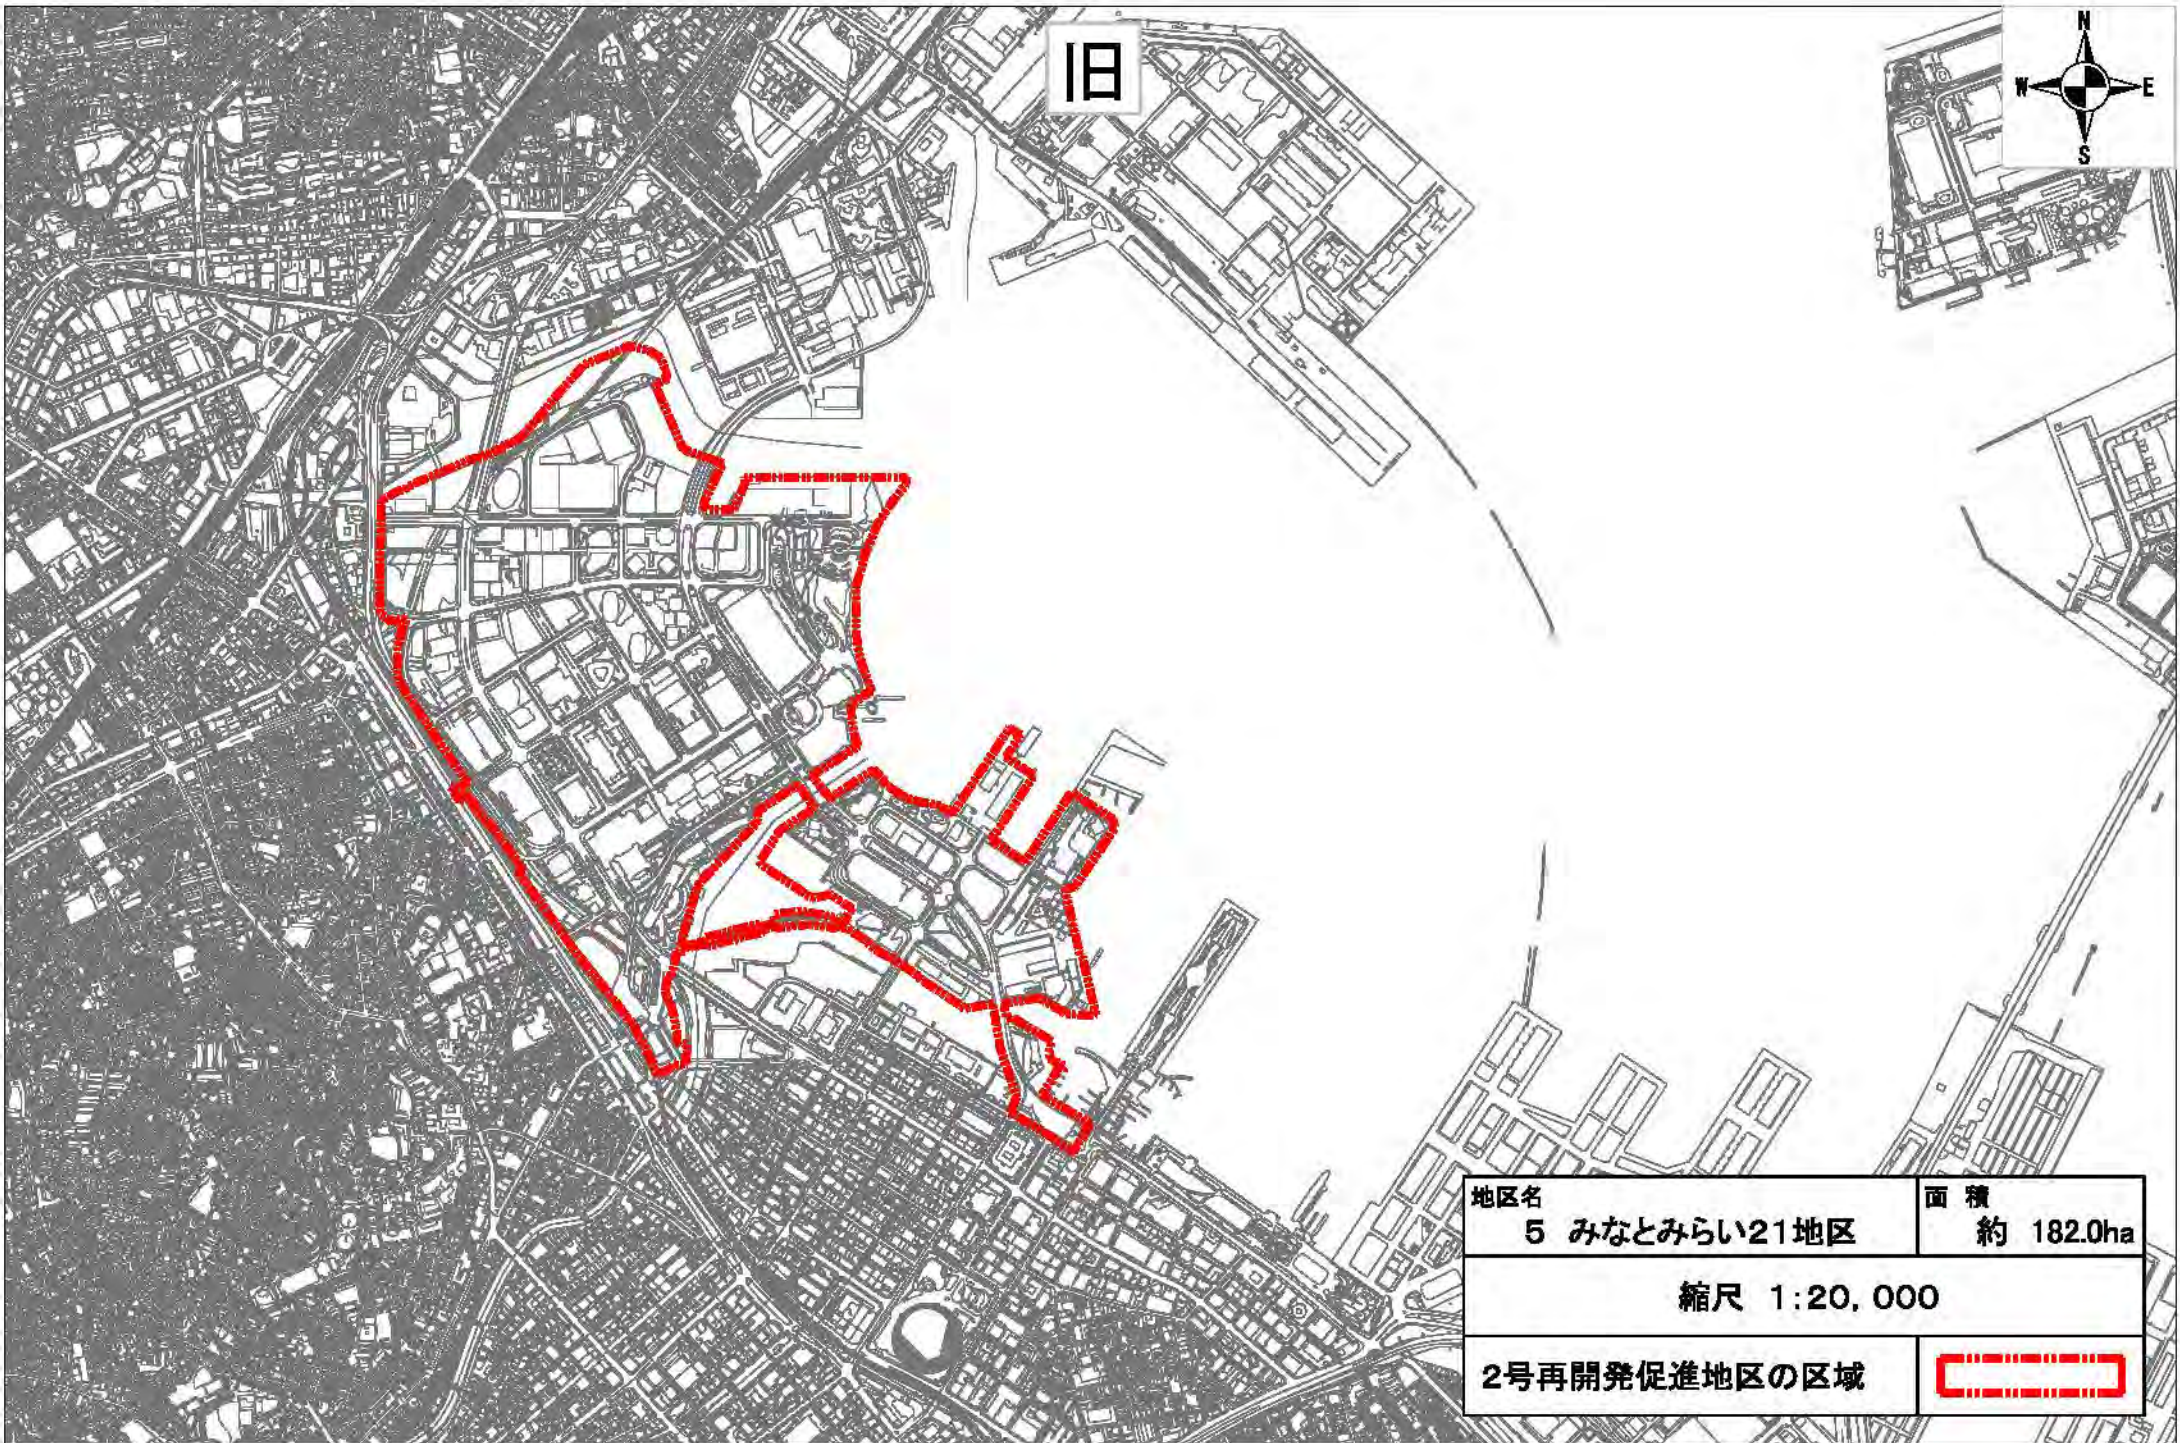 旧
N
W E
S
地区名
5 みなとみらい21地区
面 積
約 182.0ha
縮尺 1:20,000
2号再開発促進地区の区域